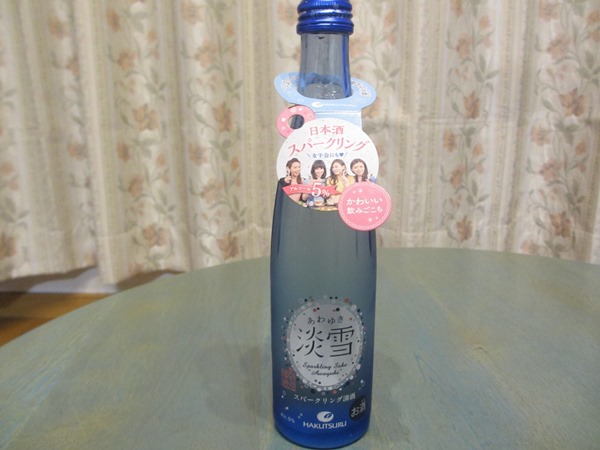 日本酒
スパークリング
女子会にも♥
アルコール
5%
かわいい
飲みごこち
あわゆき
淡雪
Sparkling Sake
"Awayuki"
スパークリング清酒
お酒
HAKUTSURU